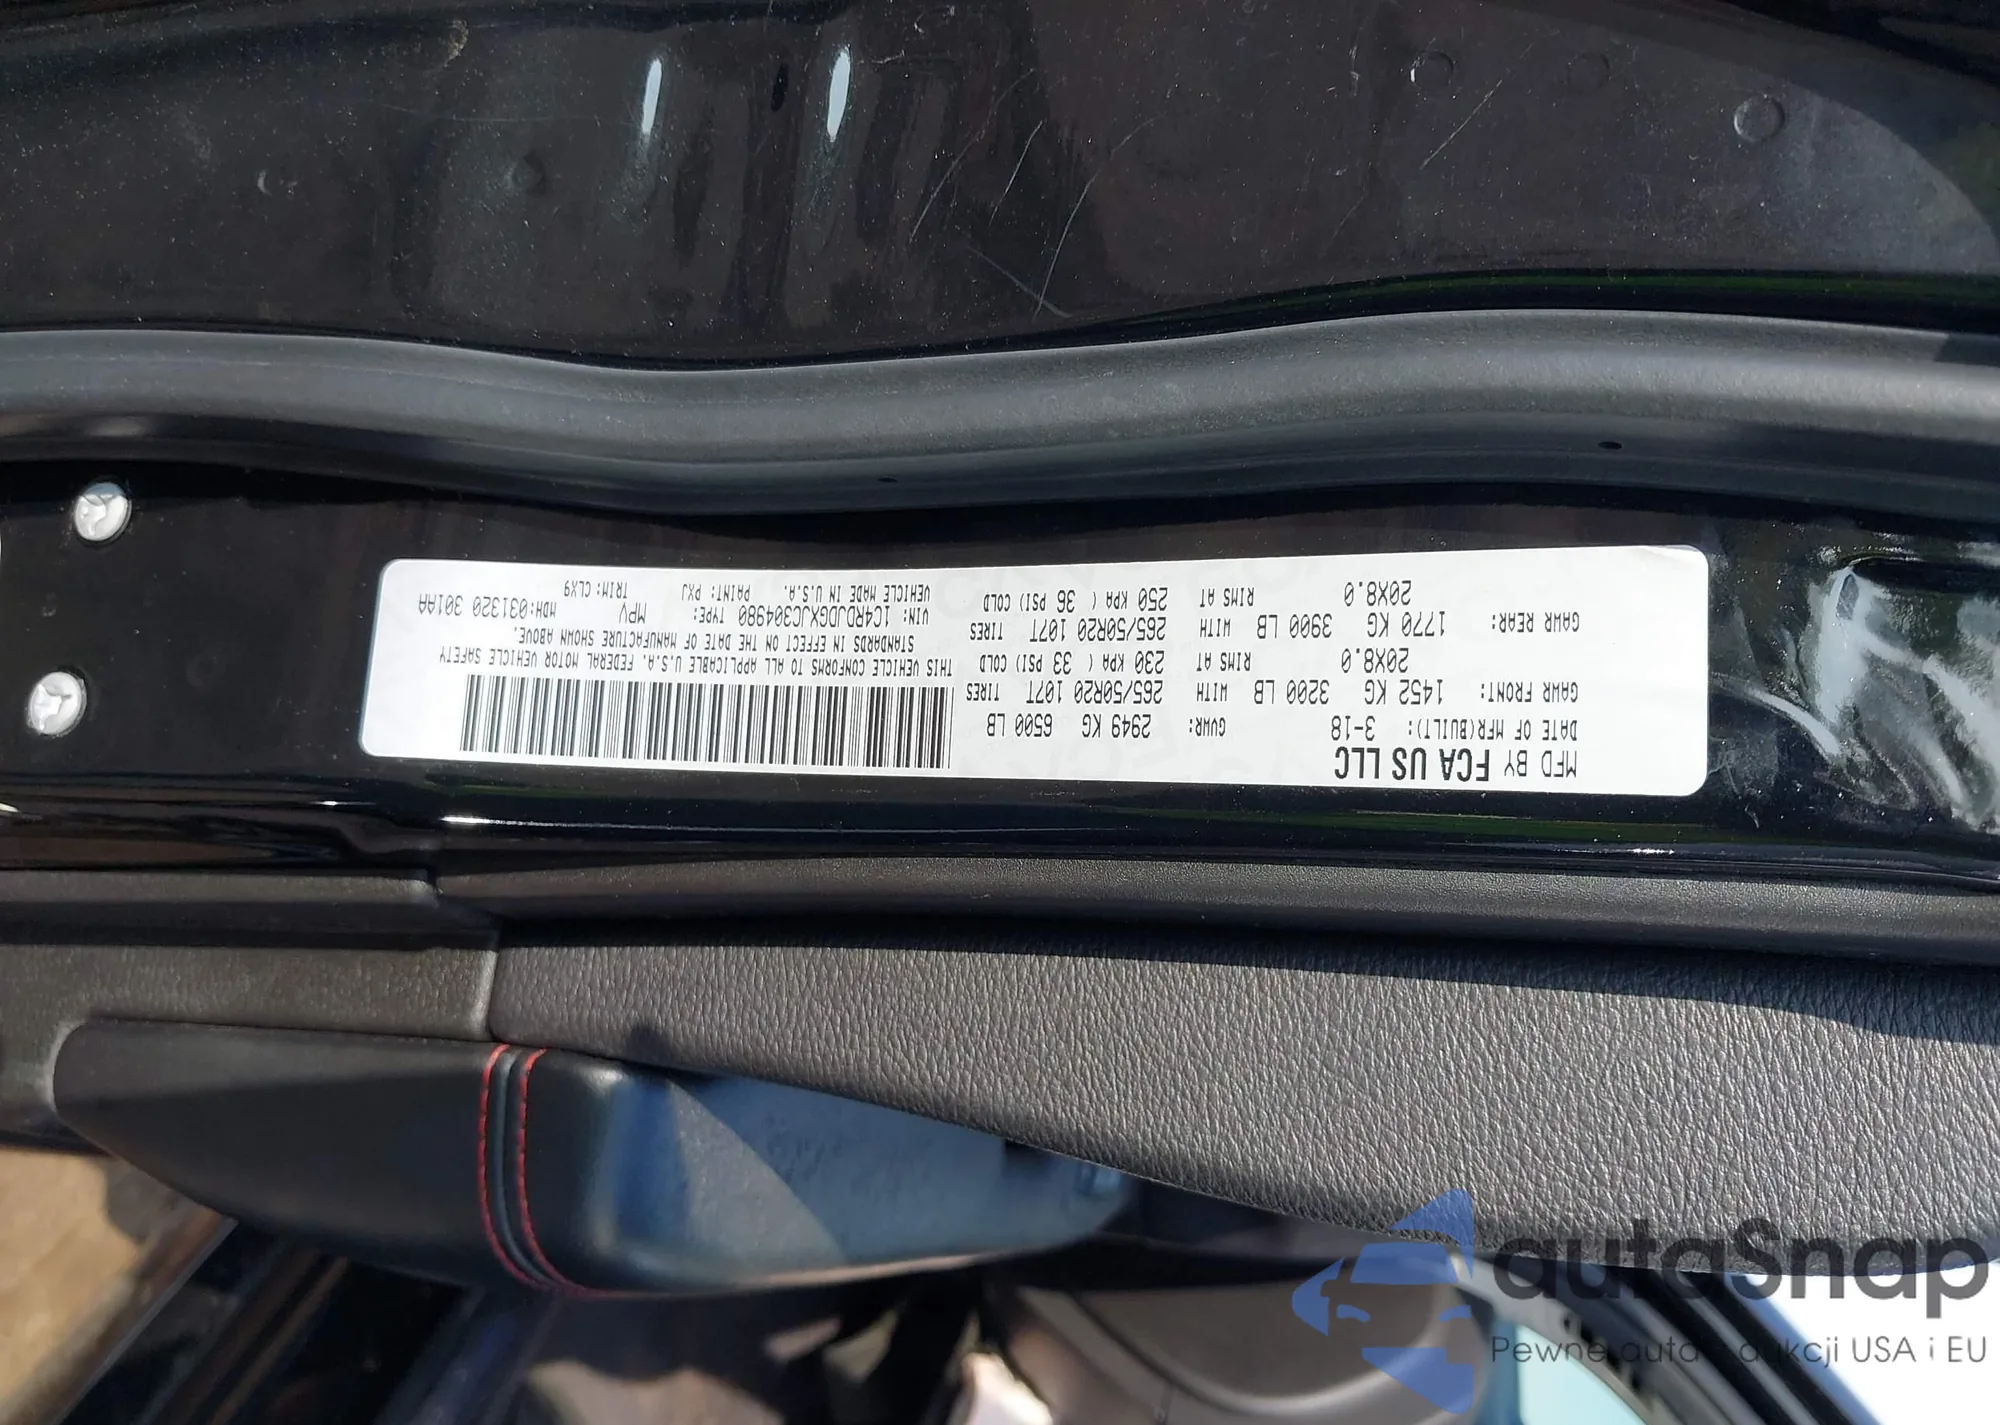 MFD BY FCA US LLC
DATE OF MFR(BUILT): 3-18 GVWR: 2949 KG 6500 LB
GAWR FRONT: 1452 KG 3200 LB WITH TIRES 265/50R20 107T
20X8.0 RIMS AT 230 KPA ( 33 PSI) COLD
GAWR REAR: 1770 KG 3900 LB WITH TIRES 265/50R20 107T
20X8.0 RIMS AT 250 KPA ( 36 PSI) COLD
THIS VEHICLE CONFORMS TO ALL APPLICABLE U.S.A. FEDERAL MOTOR VEHICLE SAFETY
STANDARDS IN EFFECT ON THE DATE OF MANUFACTURE SHOWN ABOVE.
VIN: 1C4RDJDGXJC304980 TYPE: MPV MDH:031320 301AA
VEHICLE MADE IN U.S.A. PAINT: PXJ TRIM: CLX9
autaSnap
Pewne auta z aukcji USA i EU